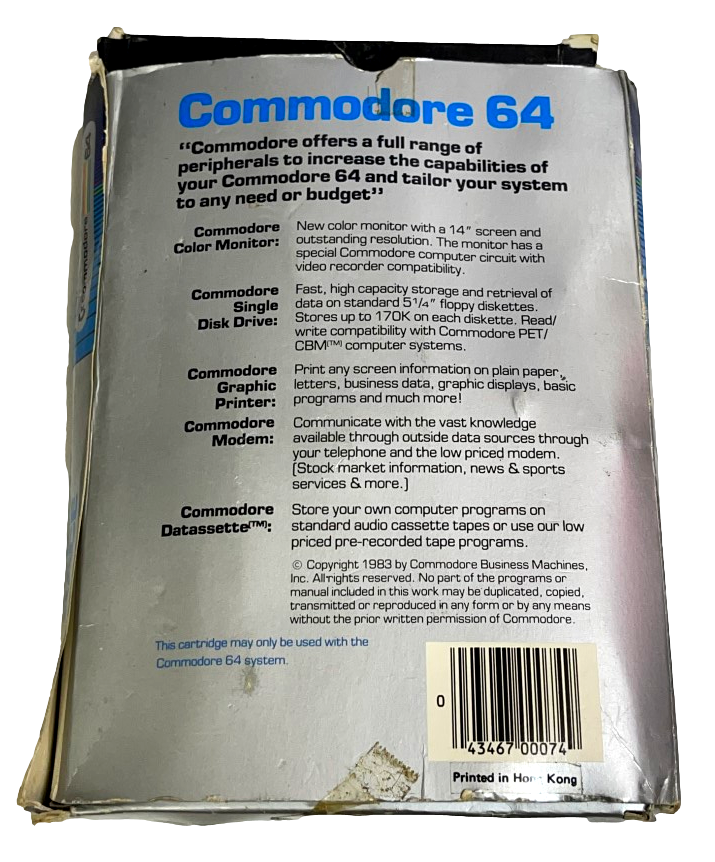 Commodore 64
“Commodore offers a full range of
peripherals to increase the capabilities of
your Commodore 64 and tailor your system
to any need or budget”
Commodore
Color Monitor:
New color monitor with a 14″ screen and
outstanding resolution. The monitor has a
special Commodore computer circuit with
video recorder compatibility.
Commodore
Single
Disk Drive:
Fast, high capacity storage and retrieval of
data on standard 5 1/4″ floppy diskettes.
Stores up to 170K on each diskette. Read/
write compatibility with Commodore PET/
CBM(TM) computer systems.
Commodore
Graphic
Printer:
Print any screen information on plain paper,
letters, business data, graphic displays, basic
programs and much more!
Commodore
Modem:
Communicate with the vast knowledge
available through outside data sources through
your telephone and the low priced modem.
(Stock market information, news & sports
services & more.)
Commodore
Datassette(TM):
Store your own computer programs on
standard audio cassette tapes or use our low
priced pre-recorded tape programs.
© Copyright 1983 by Commodore Business Machines,
Inc. All rights reserved. No part of the programs or
manual included in this work may be duplicated, copied,
transmitted or reproduced in any form or by any means
without the prior written permission of Commodore.
This cartridge may only be used with the
Commodore 64 system.
0 43467 00074
Printed in Hong Kong
commodore
64